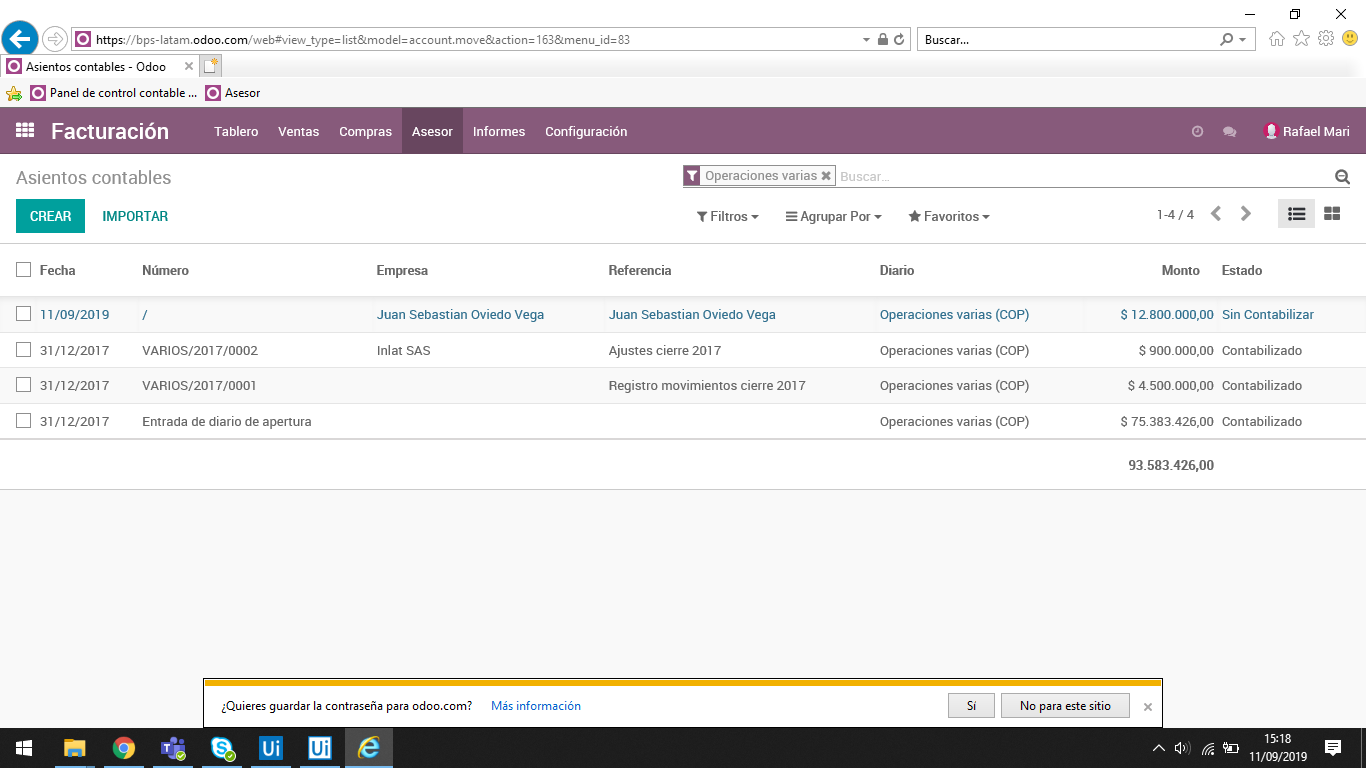 https://bps-latam.odoo.com/web#view_type=list&model=account.move&action=163&menu_id=83
Buscar...
Asientos contables - Odoo
Panel de control contable ...
Asesor
Facturación
Tablero
Ventas
Compras
Asesor
Informes
Configuración
Rafael Mari
Asientos contables
Operaciones varias
Buscar...
CREAR
IMPORTAR
Filtros
Agrupar Por
Favoritos
1-4 / 4
Fecha Número Empresa Referencia Diario Monto Estado
11/09/2019 / Juan Sebastian Oviedo Vega Juan Sebastian Oviedo Vega Operaciones varias (COP) $ 12.800.000,00 Sin Contabilizar
31/12/2017 VARIOS/2017/0002 Inlat SAS Ajustes cierre 2017 Operaciones varias (COP) $ 900.000,00 Contabilizado
31/12/2017 VARIOS/2017/0001 Registro movimientos cierre 2017 Operaciones varias (COP) $ 4.500.000,00 Contabilizado
31/12/2017 Entrada de diario de apertura Operaciones varias (COP) $ 75.383.426,00 Contabilizado
93.583.426,00
¿Quieres guardar la contraseña para odoo.com? Más información Sí No para este sitio
Ui
Ui
15:18
11/09/2019